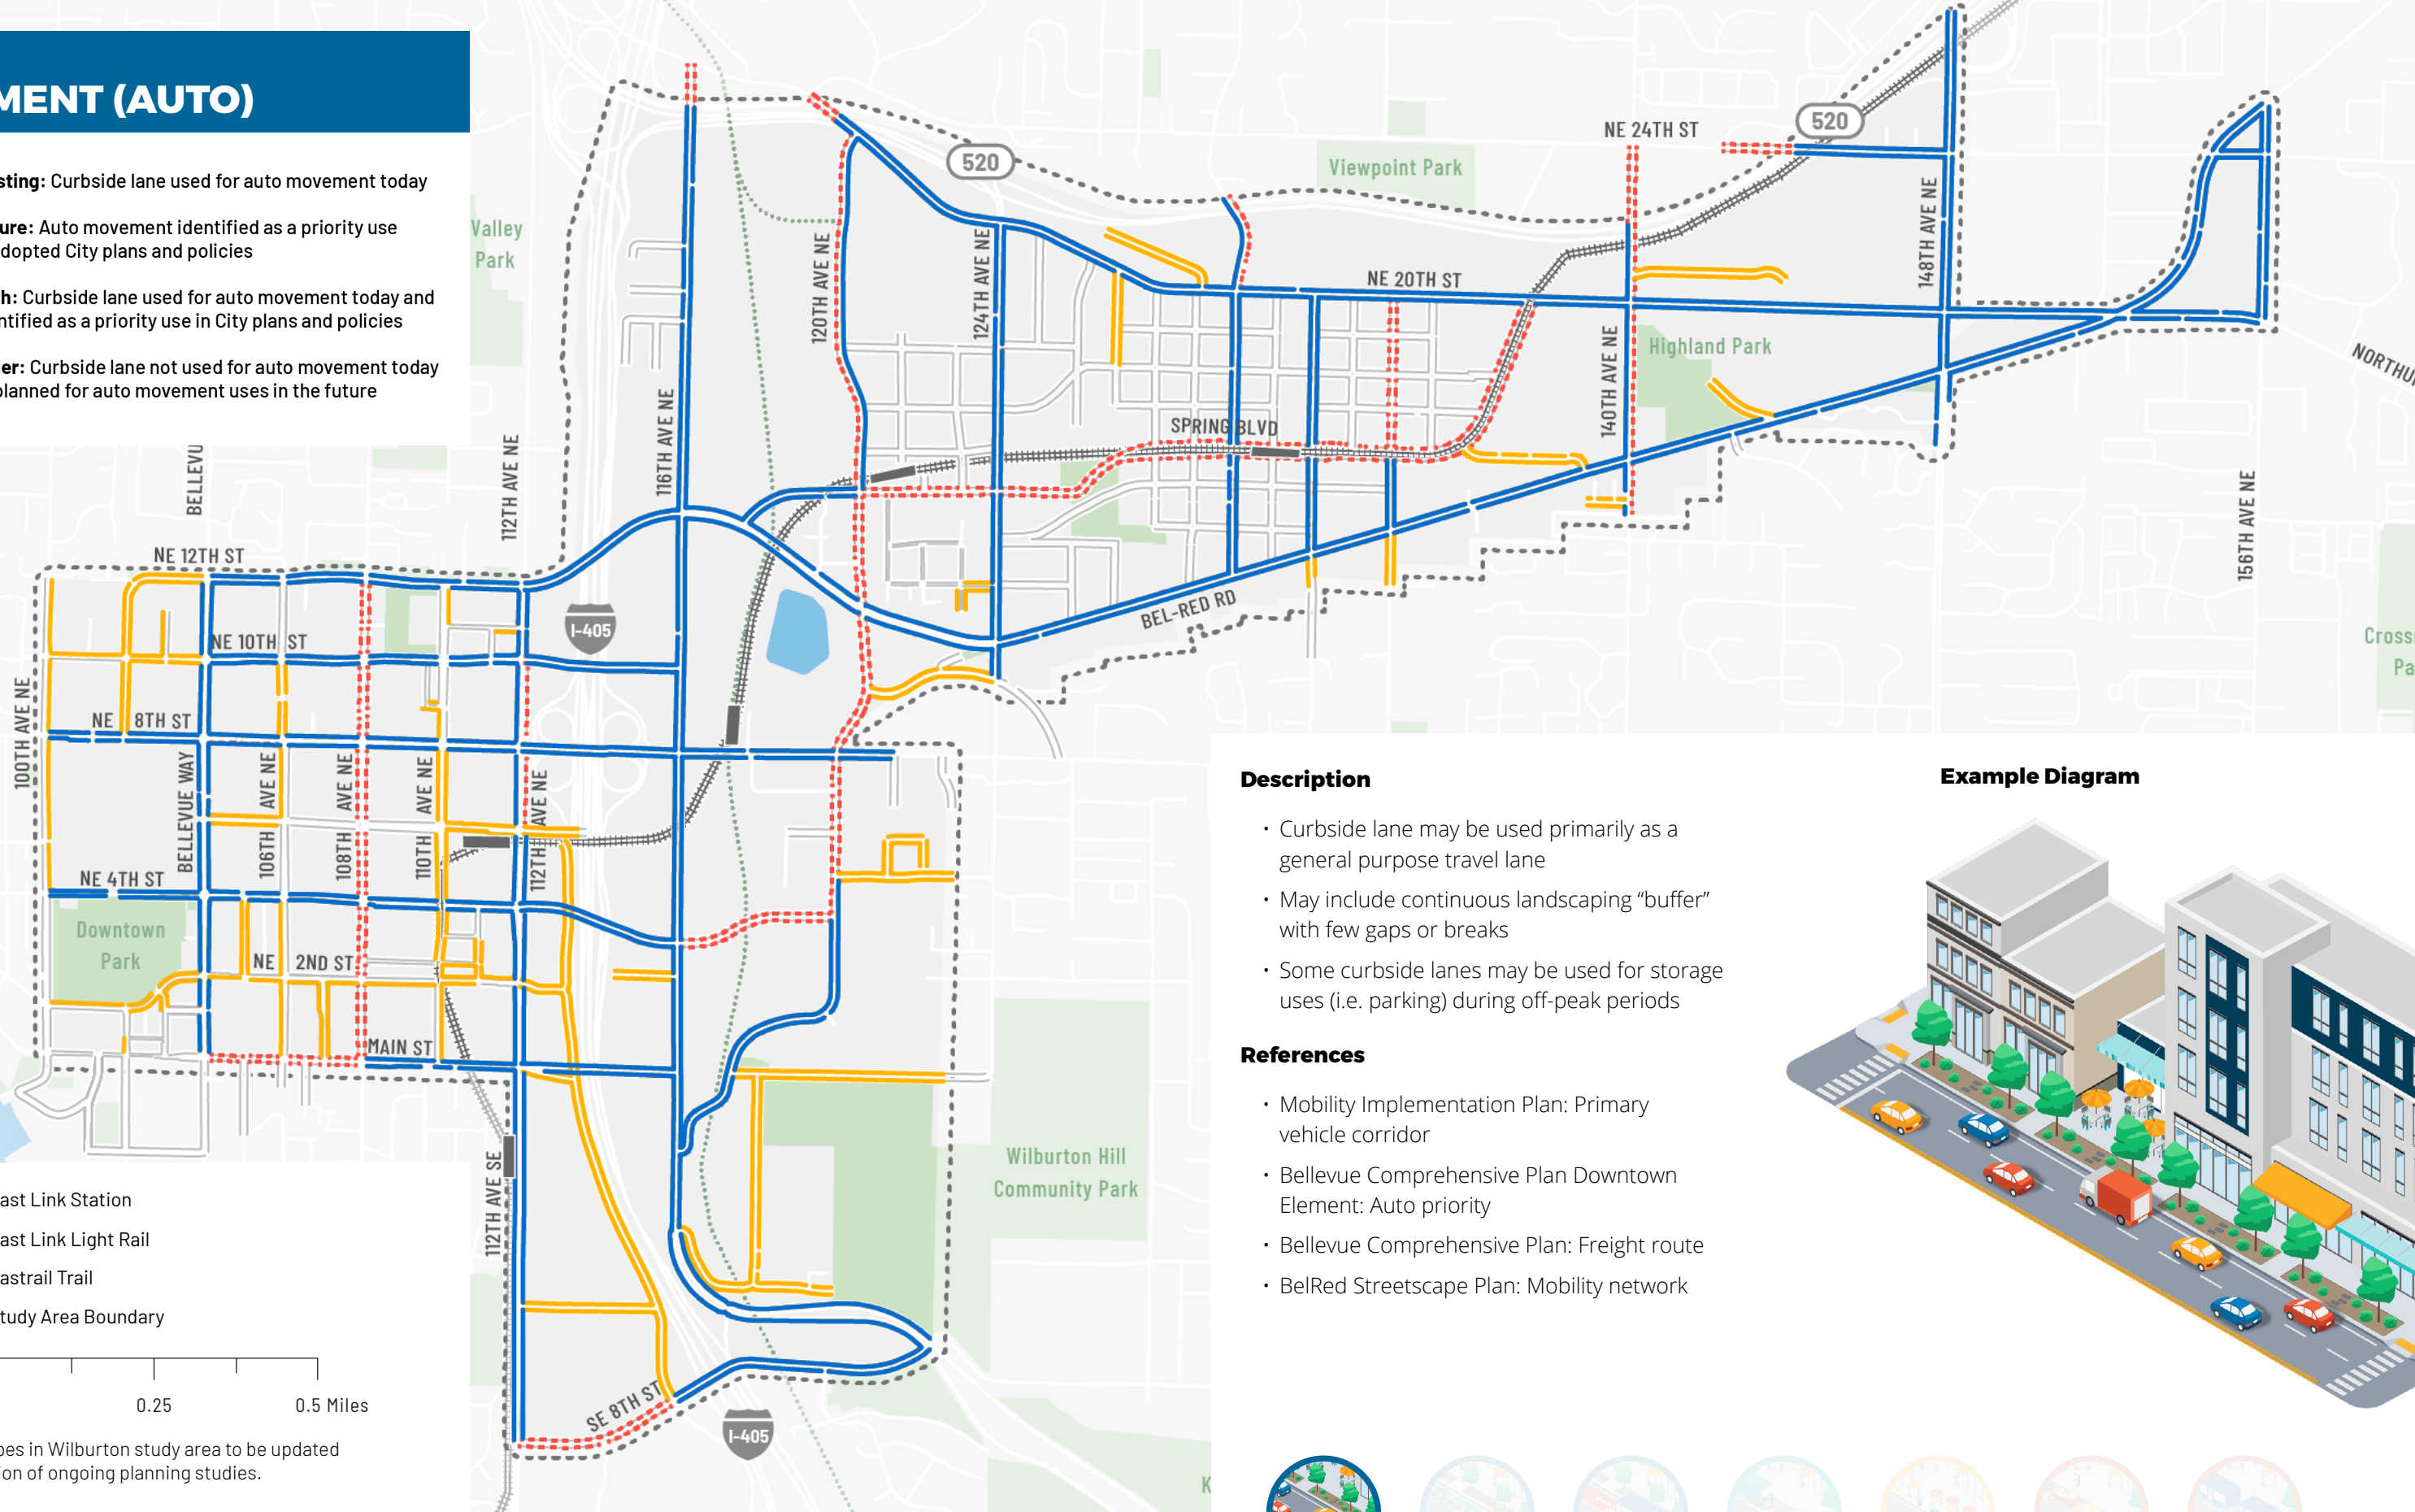 MENT (AUTO)
sting: Curbside lane used for auto movement today
ure: Auto movement identified as a priority use
dopted City plans and policies
h: Curbside lane used for auto movement today and
ntified as a priority use in City plans and policies
er: Curbside lane not used for auto movement today
planned for auto movement uses in the future
Valley
Park
520
Viewpoint Park
NE 24TH ST
520
148TH AVE NE
120TH AVE NE
124TH AVE NE
NE 20TH ST
Highland Park
140TH AVE NE
NORTHU
116TH AVE NE
SPRING BLVD
BELLEVU
112TH AVE NE
156TH AVE NE
NE 12TH ST
I-405
BEL-RED RD
NE 10TH ST
Cross
Pa
100TH AVE NE
NE 8TH ST
BELLEVUE WAY
106TH AVE NE
108TH AVE NE
110TH AVE NE
112TH AVE NE
NE 4TH ST
Downtown
Park
NE 2ND ST
MAIN ST
Wilburton Hill
Community Park
112TH AVE SE
SE 8TH ST
I-405
K
ast Link Station
ast Link Light Rail
astrail Trail
tudy Area Boundary
0.25
0.5 Miles
pes in Wilburton study area to be updated
ion of ongoing planning studies.
Description
• Curbside lane may be used primarily as a
general purpose travel lane
• May include continuous landscaping “buffer”
with few gaps or breaks
• Some curbside lanes may be used for storage
uses (i.e. parking) during off-peak periods
References
• Mobility Implementation Plan: Primary
vehicle corridor
• Bellevue Comprehensive Plan Downtown
Element: Auto priority
• Bellevue Comprehensive Plan: Freight route
• BelRed Streetscape Plan: Mobility network
Example Diagram